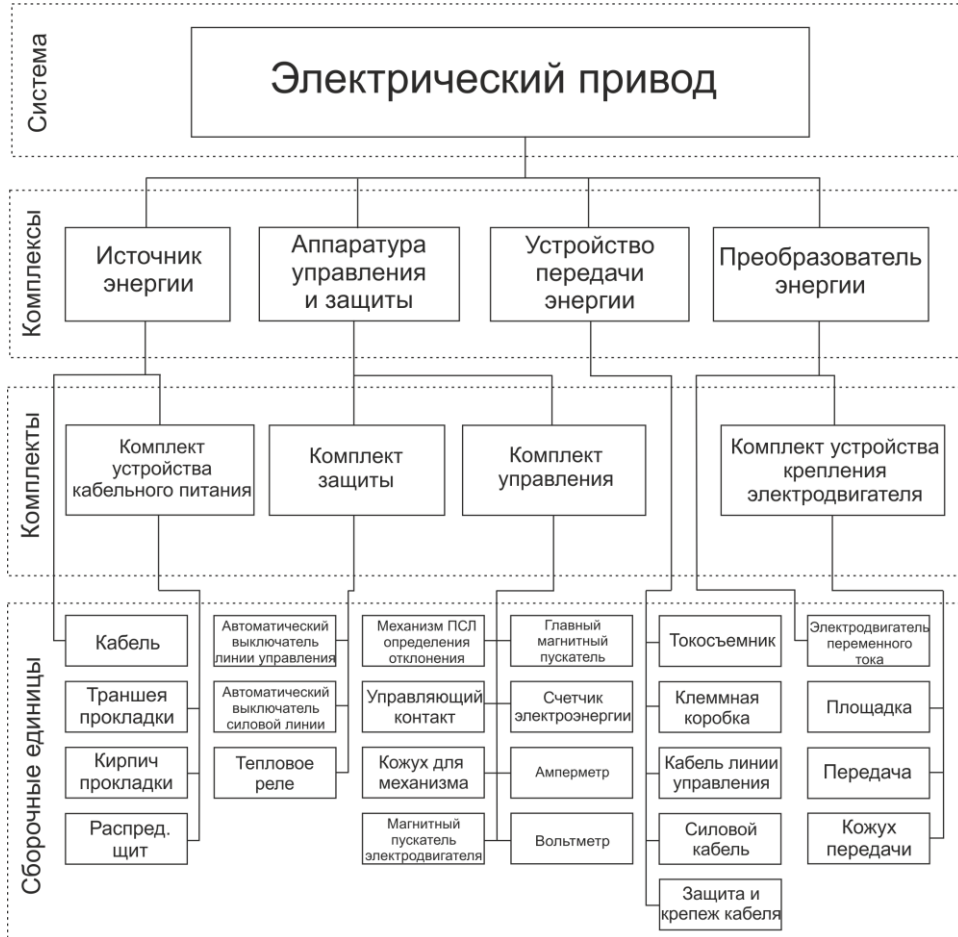 Система
Электрический привод
Комплексы
Источник
энергии
Аппаратура
управления
и защиты
Устройство
передачи
энергии
Преобразователь
энергии
Комплекты
Комплект
устройства
кабельного питания
Комплект
защиты
Комплект
управления
Комплект устройства
крепления
электродвигателя
Сборочные единицы
Кабель
Траншея
прокладки
Кирпич
прокладки
Распред.
щит
Автоматический
выключатель
линии управления
Автоматический
выключатель
силовой линии
Тепловое
реле
Механизм ПСЛ
определения
отклонения
Управляющий
контакт
Кожух для
механизма
Магнитный
пускатель
электродвигателя
Главный
магнитный
пускатель
Счетчик
электроэнергии
Амперметр
Вольтметр
Токосъемник
Клеммная
коробка
Кабель линии
управления
Силовой
кабель
Защита и
крепеж кабеля
Электродвигатель
переменного
тока
Площадка
Передача
Кожух
передачи